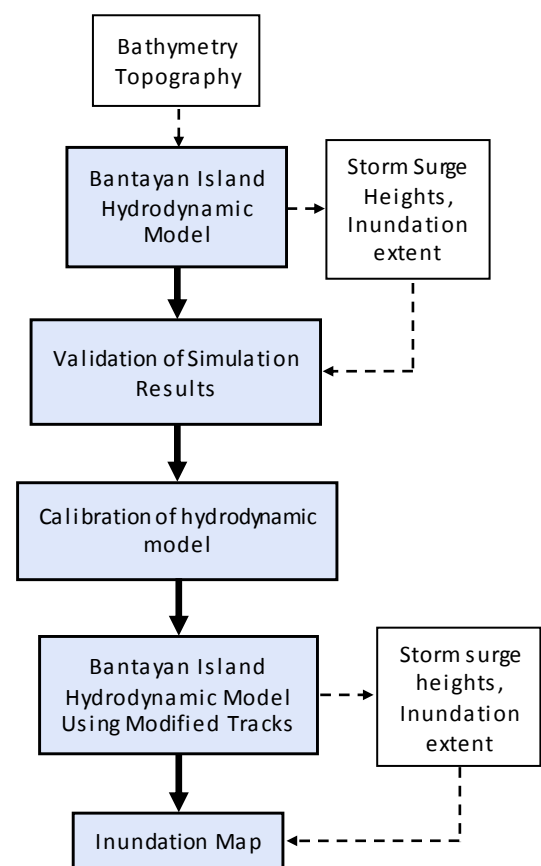 Bathymetry
Topography
Bantayan Island
Hydrodynamic
Model
Storm Surge
Heights,
Inundation
extent
Validation of Simulation
Results
Calibration of hydrodynamic
model
Bantayan Island
Hydrodynamic Model
Using Modified Tracks
Storm surge
heights,
Inundation
extent
Inundation Map